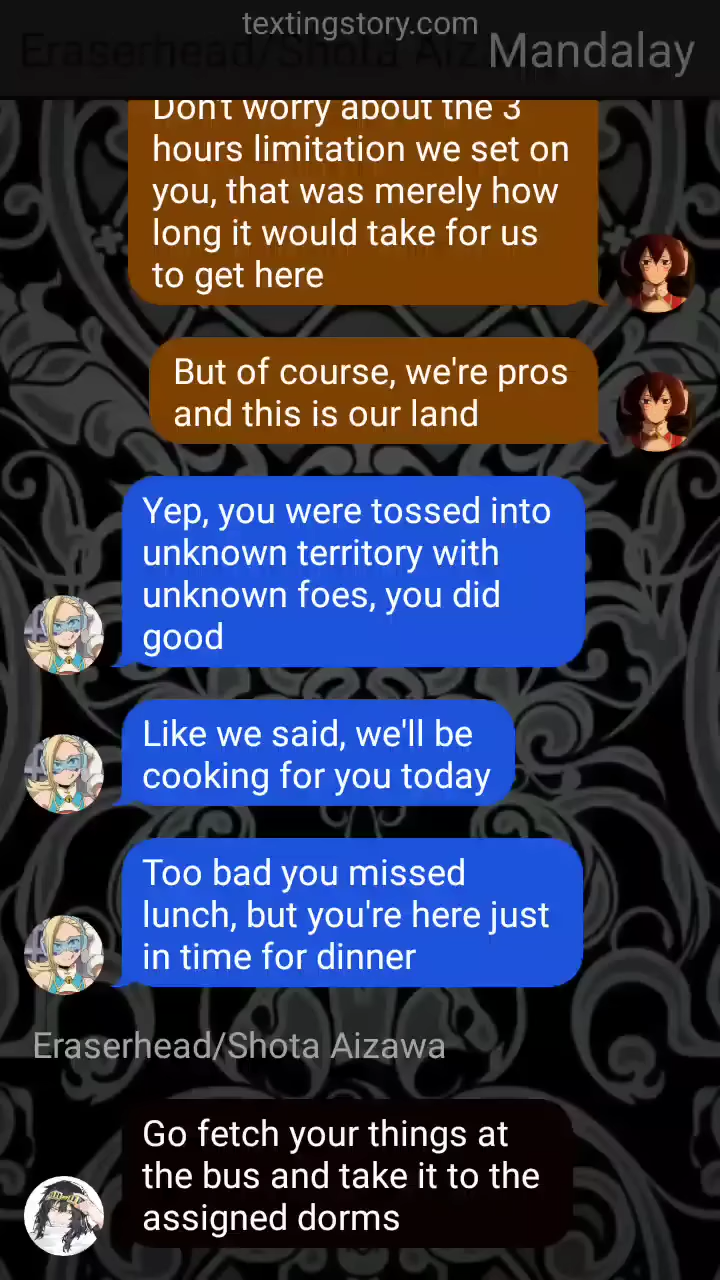 textingstory.com
Eraserhead/Shota Aiz
Mandalay
Don't worry about the 3
hours limitation we set on
you, that was merely how
long it would take for us
to get here
But of course, we're pros
and this is our land
Yep, you were tossed into
unknown territory with
unknown foes, you did
good
Like we said, we'll be
cooking for you today
Too bad you missed
lunch, but you're here just
in time for dinner
Eraserhead/Shota Aizawa
Go fetch your things at
the bus and take it to the
assigned dorms